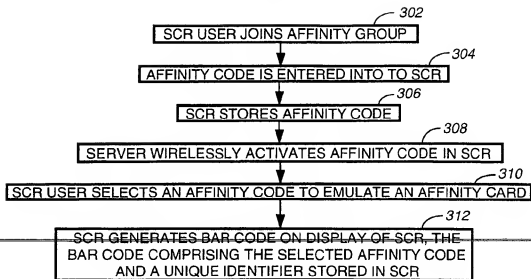 302
SCR USER JOINS AFFINITY GROUP
304
AFFINITY CODE IS ENTERED INTO TO SCR
306
SCR STORES AFFINITY CODE
308
SERVER WIRELESSLY ACTIVATES AFFINITY CODE IN SCR
310
SCR USER SELECTS AN AFFINITY CODE TO EMULATE AN AFFINITY CARD
312
SCR GENERATES BAR CODE ON DISPLAY OF SCR, THE
BAR CODE COMPRISING THE SELECTED AFFINITY CODE
AND A UNIQUE IDENTIFIER STORED IN SCR